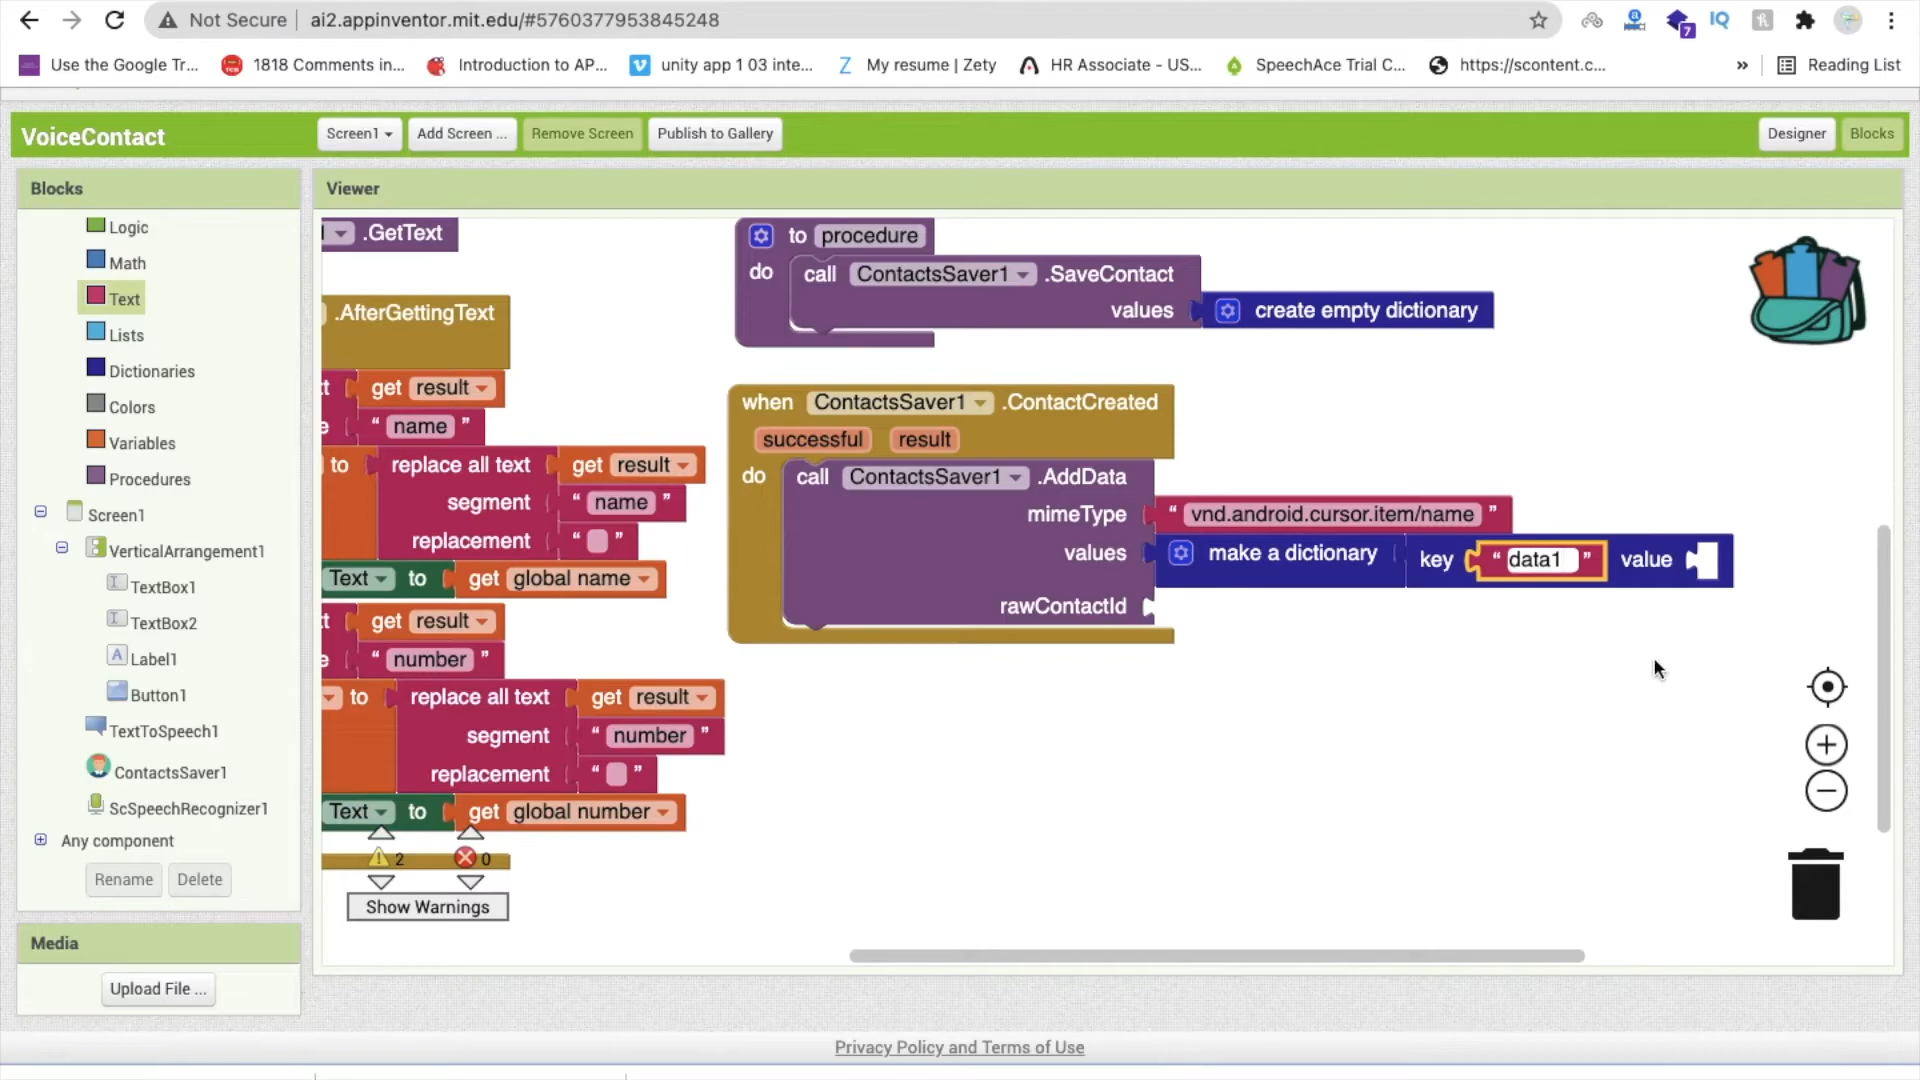 Not Secure | ai2.appinventor.mit.edu/#5760377953845248
7
IQ
Use the Google Tr... 1818 Comments in... Introduction to AP... unity app 1 03 inte... My resume | Zety HR Associate - US... SpeechAce Trial C... https://scontent.c... » Reading List
VoiceContact Screen1 Add Screen ... Remove Screen Publish to Gallery Designer Blocks
Blocks
Logic
Math
Text
Lists
Dictionaries
Colors
Variables
Procedures
Screen1
VerticalArrangement1
TextBox1
TextBox2
Label1
Button1
TextToSpeech1
ContactsSaver1
ScSpeechRecognizer1
Any component
Rename Delete
Media
Upload File ...
Viewer
.GetText
.AfterGettingText
get result
“ name ”
to replace all text get result
segment “ name ”
replacement “ ”
Text to get global name
get result
“ number ”
to replace all text get result
segment “ number ”
replacement “ ”
Text to get global number
2 0
Show Warnings
to procedure
do call ContactsSaver1 .SaveContact
values create empty dictionary
when ContactsSaver1 .ContactCreated
successful result
do call ContactsSaver1 .AddData
mimeType “ vnd.android.cursor.item/name ”
values make a dictionary key “ data1 ” value
rawContactId
Privacy Policy and Terms of Use